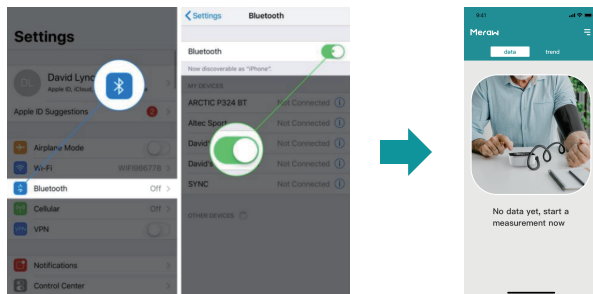 Settings
DL
David Lync
Apple ID, iCloud,
Apple ID Suggestions 2
Airplane Mode
Wi-Fi WIFI986778
Bluetooth Off
Cellular Off
VPN
Notifications
Control Center
Settings Bluetooth
Bluetooth
Now discoverable as "iPhone".
MY DEVICES
ARCTIC P324 BT Not Connected
Altec Sport Not Connected
David's Not Connected
David's Not Connected
SYNC Not Connected
OTHER DEVICES
9:41
Meraw
data trend
No data yet, start a
measurement now